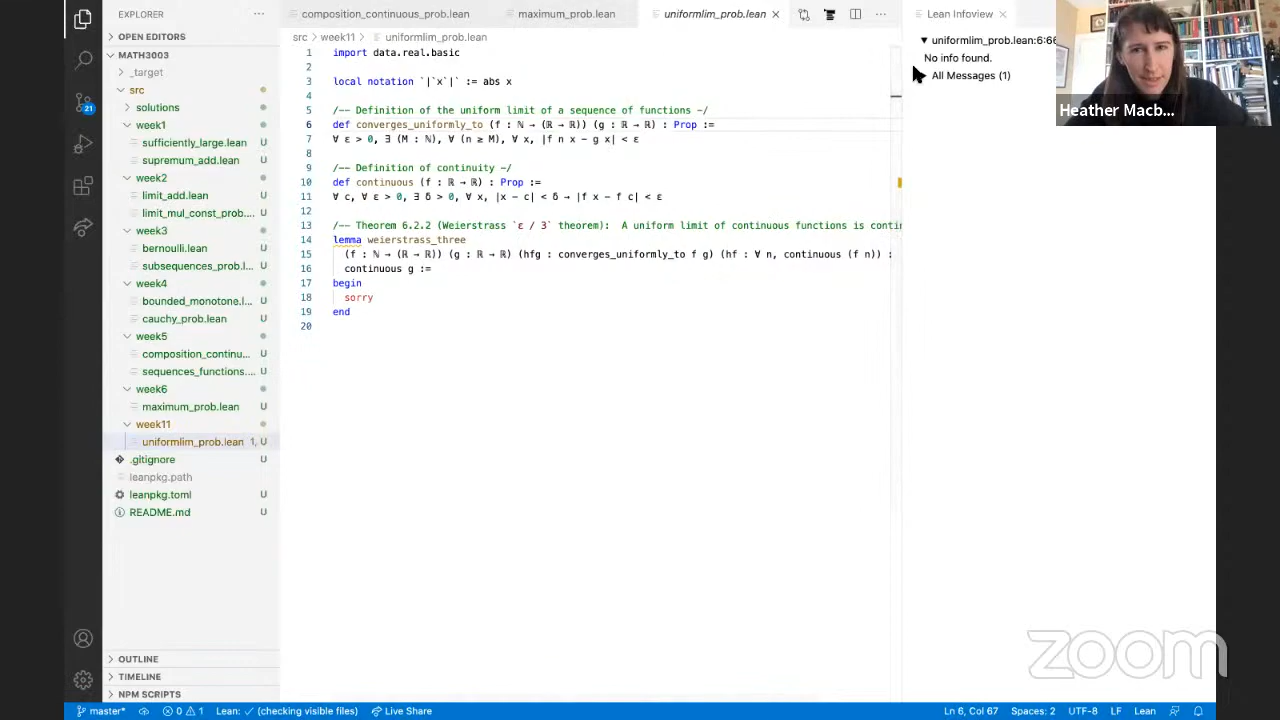 EXPLORER
OPEN EDITORS
MATH3003
_target
src
solutions
week1
sufficiently_large.lean U
supremum_add.lean U
week2
limit_add.lean U
limit_mul_const_prob.... U
week3
bernoulli.lean U
subsequences_prob.l... U
week4
bounded_monotone.l... U
cauchy_prob.lean U
week5
composition_continu... U
sequences_functions.... U
week6
maximum_prob.lean U
week11
uniformlim_prob.lean 1, U
.gitignore U
leanpkg.path
leanpkg.toml U
README.md U
OUTLINE
TIMELINE
NPM SCRIPTS
21
composition_continuous_prob.lean maximum_prob.lean uniformlim_prob.lean
src > week11 > uniformlim_prob.lean
1 import data.real.basic
2
3 local notation `|`x`|` := abs x
4
5 /-- Definition of the uniform limit of a sequence of functions -/
6 def converges_uniformly_to (f : ℕ → (ℝ → ℝ)) (g : ℝ → ℝ) : Prop :=
7 ∀ ε > 0, ∃ (M : ℕ), ∀ (n ≥ M), ∀ x, |f n x - g x| < ε
8
9 /-- Definition of continuity -/
10 def continuous (f : ℝ → ℝ) : Prop :=
11 ∀ c, ∀ ε > 0, ∃ δ > 0, ∀ x, |x - c| < δ → |f x - f c| < ε
12
13 /-- Theorem 6.2.2 (Weierstrass `ε / 3` theorem): A uniform limit of continuous functions is conti
14 lemma weierstrass_three
15 (f : ℕ → (ℝ → ℝ)) (g : ℝ → ℝ) (hfg : converges_uniformly_to f g) (hf : ∀ n, continuous (f n)) :
16 continuous g :=
17 begin
18 sorry
19 end
20
Lean Infoview
uniformlim_prob.lean:6:66
No info found.
All Messages (1)
Heather Macb...
zoom
master* 0 1 Lean: ✓ (checking visible files) Live Share Ln 6, Col 67 Spaces: 2 UTF-8 LF Lean